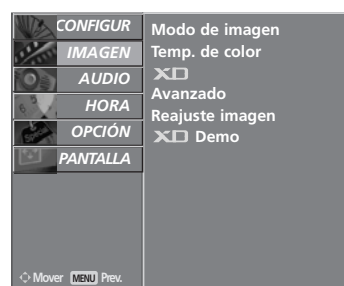 CONFIGUR
IMAGEN
AUDIO
HORA
OPCIÓN
PANTALLA
Mover MENU Prev.
Modo de imagen
Temp. de color
XD
Avanzado
Reajuste imagen
XD Demo